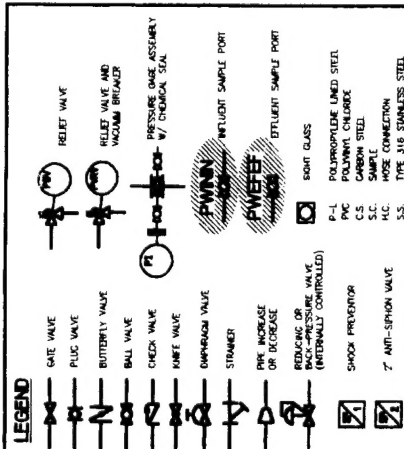 LEGEND
GATE VALVE
PLUG VALVE
BUTTERFLY VALVE
BALL VALVE
CHECK VALVE
KNIFE VALVE
DIAPHRAGM VALVE
STRAINER
PIPE INCREASE
OR DECREASE
REDUCING OR
BACK-PRESSURE VALVE
(INTERNALLY CONTROLLED)
SHOCK PREVENTOR
2" ANTI-SIPHON VALVE
RELIEF VALVE
RELIEF VALVE AND
VACUUM BREAKER
PI
PRESSURE GAGE ASSEMBLY
W/ CHEMICAL SEAL
PWINN
INFLUENT SAMPLE PORT
PWEFEF
EFFLUENT SAMPLE PORT
SIGHT GLASS
P-L POLYPROPYLENE LINED STEEL
PVC POLYVINYL CHLORIDE
C.S. CARBON STEEL
S.C. SAMPLE
H.C. HOSE CONNECTION
S.S. TYPE 316 STAINLESS STEEL